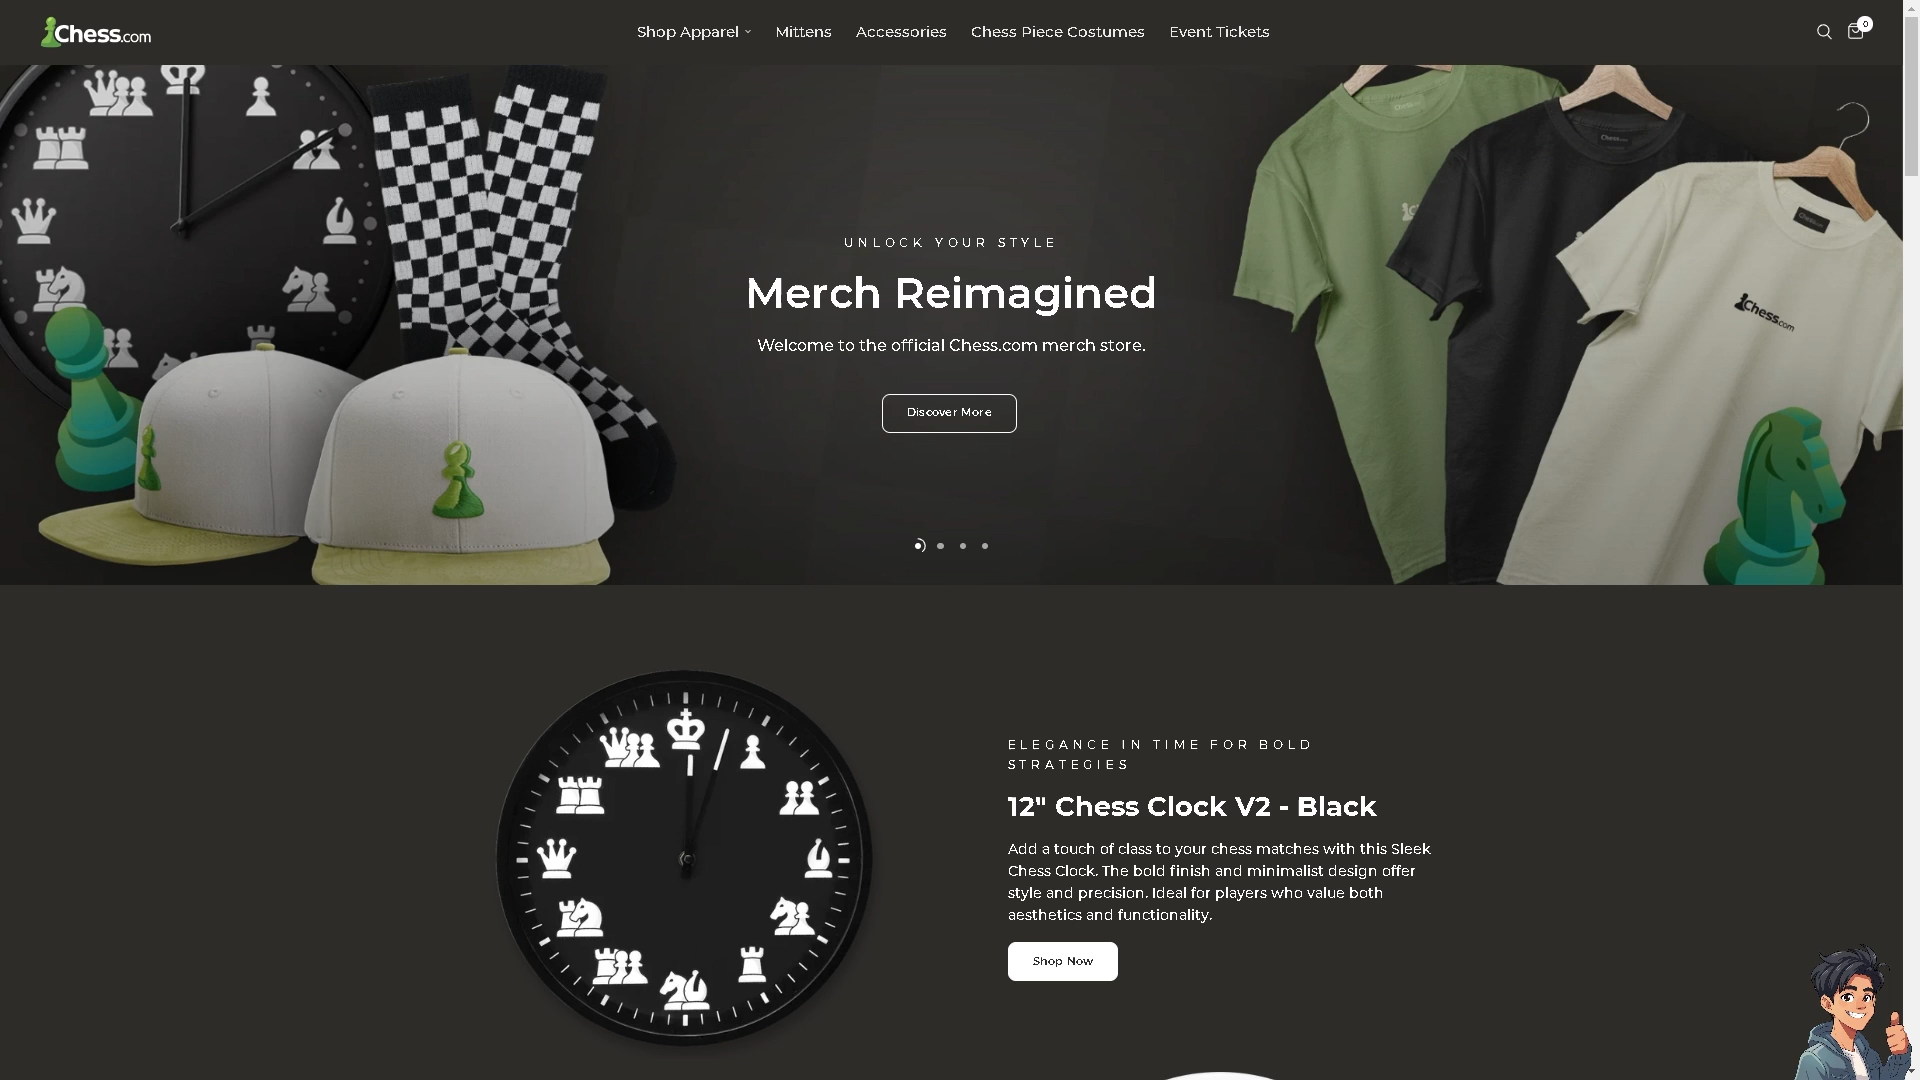 Chess.com
Shop Apparel
Mittens
Accessories
Chess Piece Costumes
Event Tickets
0
UNLOCK YOUR STYLE
Merch Reimagined
Welcome to the official Chess.com merch store.
Discover More
Chess.com
ELEGANCE IN TIME FOR BOLD
STRATEGIES
12" Chess Clock V2 - Black
Add a touch of class to your chess matches with this Sleek
Chess Clock. The bold finish and minimalist design offer
style and precision. Ideal for players who value both
aesthetics and functionality.
Shop Now